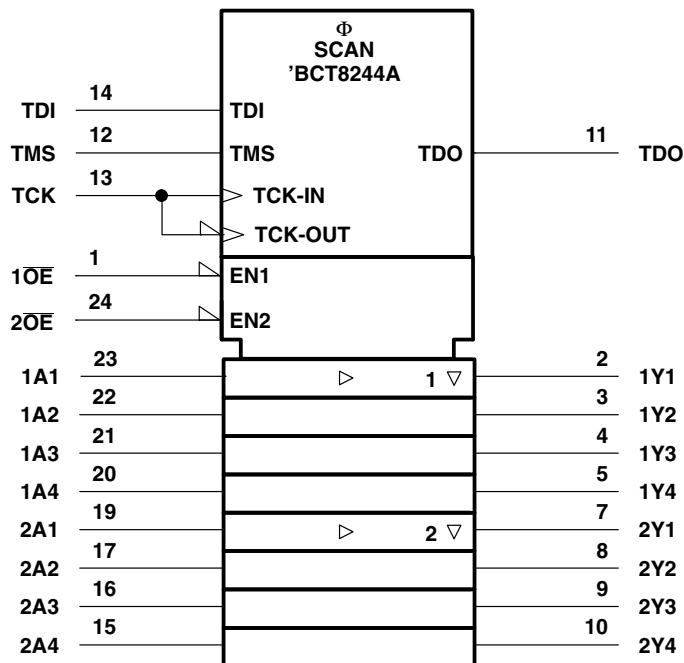 Φ
SCAN
'BCT8244A
TDI 14 TDI
TMS 12 TMS TDO 11 TDO
TCK 13 TCK-IN
TCK-OUT
1O̅E̅ 1 EN1
2O̅E̅ 24 EN2
1A1 23 1 2 1Y1
1A2 22 3 1Y2
1A3 21 4 1Y3
1A4 20 5 1Y4
2A1 19 2 7 2Y1
2A2 17 8 2Y2
2A3 16 9 2Y3
2A4 15 10 2Y4